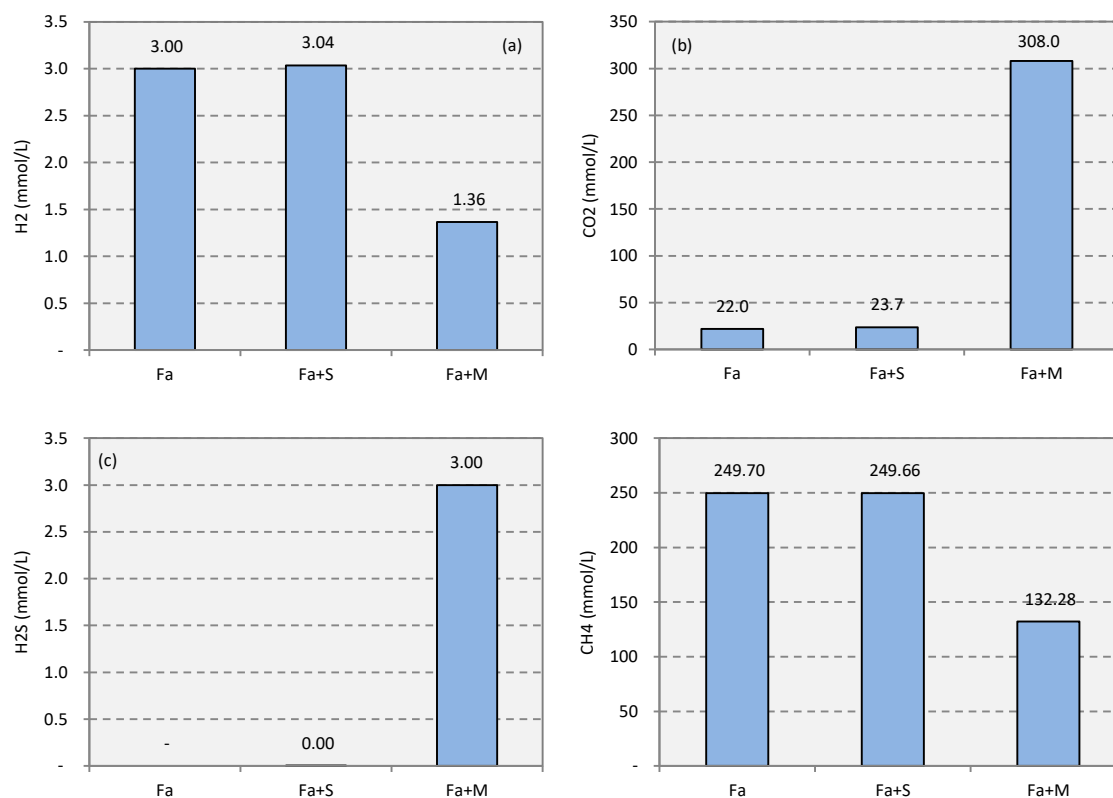 3.5
3.0
2.5
2.0
1.5
1.0
0.5
-
H2 (mmol/L)
3.00
3.04
1.36
(a)
Fa
Fa+S
Fa+M
350
300
250
200
150
100
50
0
CO2 (mmol/L)
(b)
22.0
23.7
308.0
Fa
Fa+S
Fa+M
3.5
3.0
2.5
2.0
1.5
1.0
0.5
-
H2S (mmol/L)
(c)
-
0.00
3.00
Fa
Fa+S
Fa+M
300
250
200
150
100
50
-
CH4 (mmol/L)
249.70
249.66
132.28
Fa
Fa+S
Fa+M